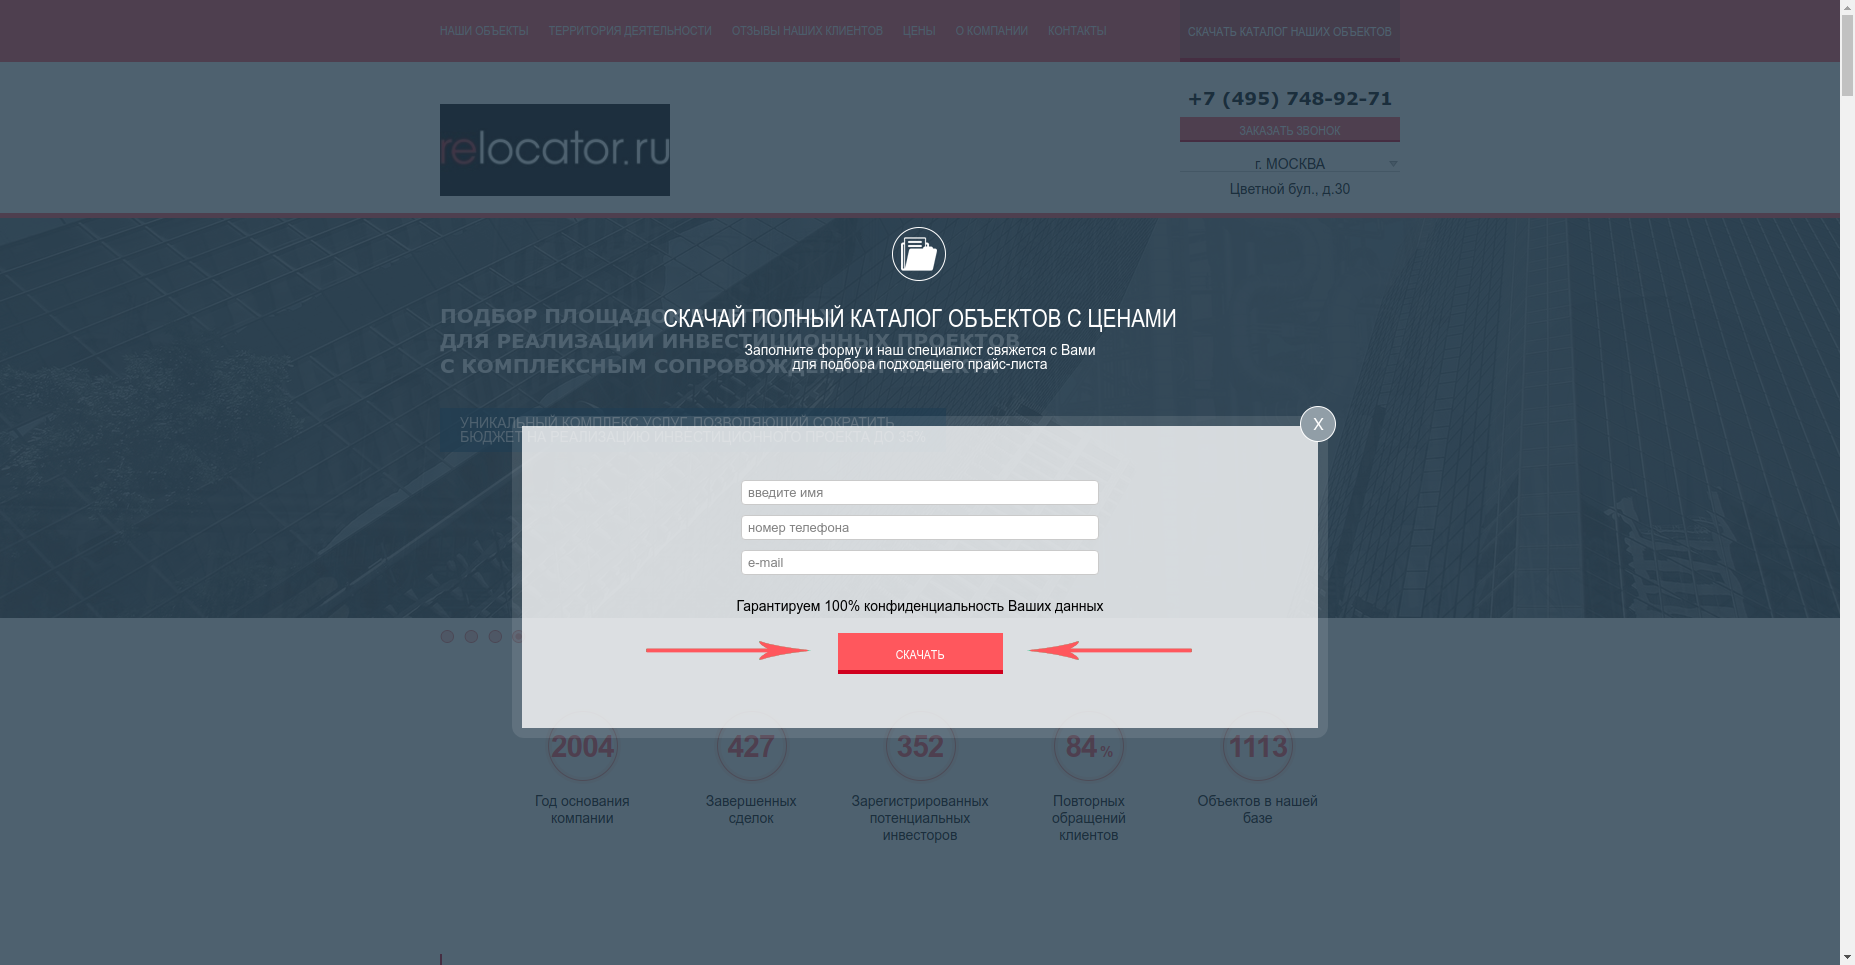 НАШИ ОБЪЕКТЫ ТЕРРИТОРИЯ ДЕЯТЕЛЬНОСТИ ОТЗЫВЫ НАШИХ КЛИЕНТОВ ЦЕНЫ О КОМПАНИИ КОНТАКТЫ СКАЧАТЬ КАТАЛОГ НАШИХ ОБЪЕКТОВ
+7 (495) 748-92-71
ЗАКАЗАТЬ ЗВОНОК
relocator.ru
г. МОСКВА
Цветной бул., д.30
СКАЧАЙ ПОЛНЫЙ КАТАЛОГ ОБЪЕКТОВ С ЦЕНАМИ
Заполните форму и наш специалист свяжется с Вами
для подбора подходящего прайс-листа
ПОДБОР ПЛОЩАДОК
ДЛЯ РЕАЛИЗАЦИИ ИНВЕСТИЦИОННЫХ ПРОЕКТОВ
С КОМПЛЕКСНЫМ СОПРОВОЖДЕНИЕМ ПРОЕКТА
УНИКАЛЬНЫЙ КОМПЛЕКС УСЛУГ, ПОЗВОЛЯЮЩИЙ СОКРАТИТЬ
БЮДЖЕТ НА РЕАЛИЗАЦИЮ ИНВЕСТИЦИОННОГО ПРОЕКТА ДО 35%
X
введите имя
номер телефона
e-mail
Гарантируем 100% конфиденциальность Ваших данных
СКАЧАТЬ
2004 427 352 84 % 1113
Год основания
компании
Завершенных
сделок
Зарегистрированных
потенциальных
инвесторов
Повторных
обращений
клиентов
Объектов в нашей
базе